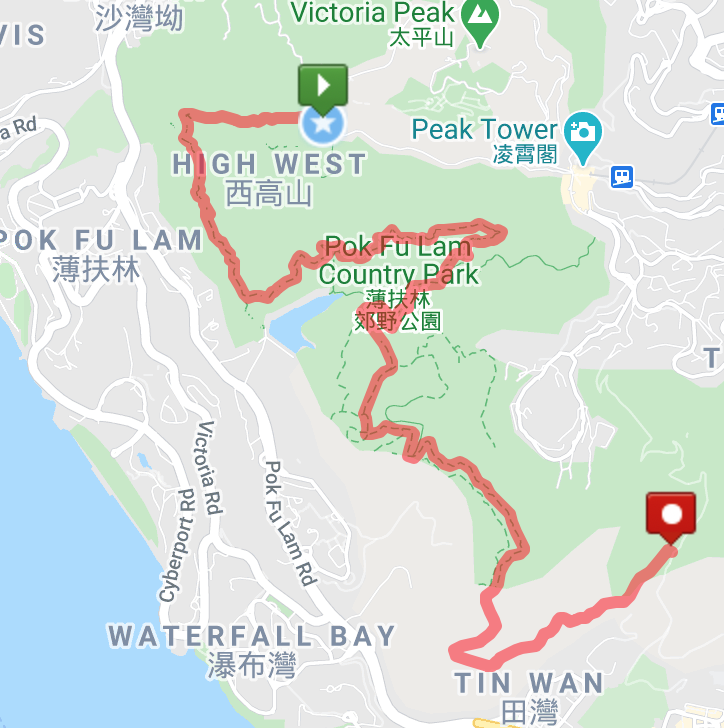 Victoria Peak
太平山
沙灣坳
VIS
a Rd
Peak Tower
凌霄閣
HIGH WEST
西高山
POK FU LAM
薄扶林
Pok Fu Lam
Country Park
薄扶林
郊野公園
T
Victoria Rd
Pok Fu Lam Rd
Cyberport Rd
WATERFALL BAY
瀑布灣
TIN WAN
田灣